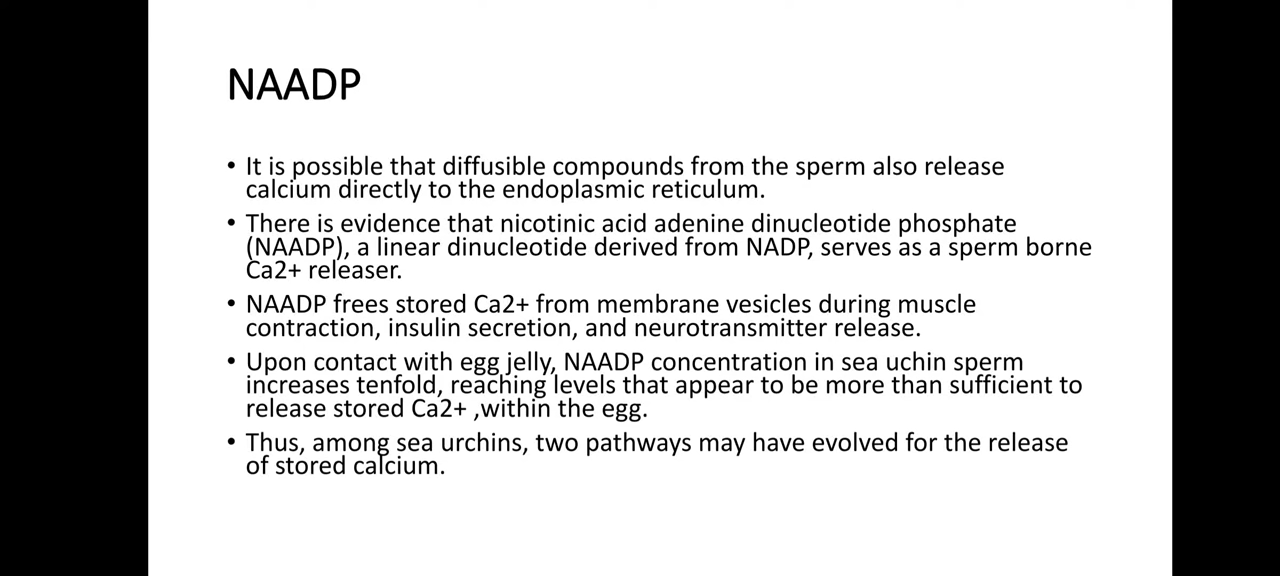 NAADP
• It is possible that diffusible compounds from the sperm also release
calcium directly to the endoplasmic reticulum.
• There is evidence that nicotinic acid adenine dinucleotide phosphate
(NAADP), a linear dinucleotide derived from NADP, serves as a sperm borne
Ca2+ releaser.
• NAADP frees stored Ca2+ from membrane vesicles during muscle
contraction, insulin secretion, and neurotransmitter release.
• Upon contact with egg jelly, NAADP concentration in sea uchin sperm
increases tenfold, reaching levels that appear to be more than sufficient to
release stored Ca2+ ,within the egg.
• Thus, among sea urchins, two pathways may have evolved for the release
of stored calcium.